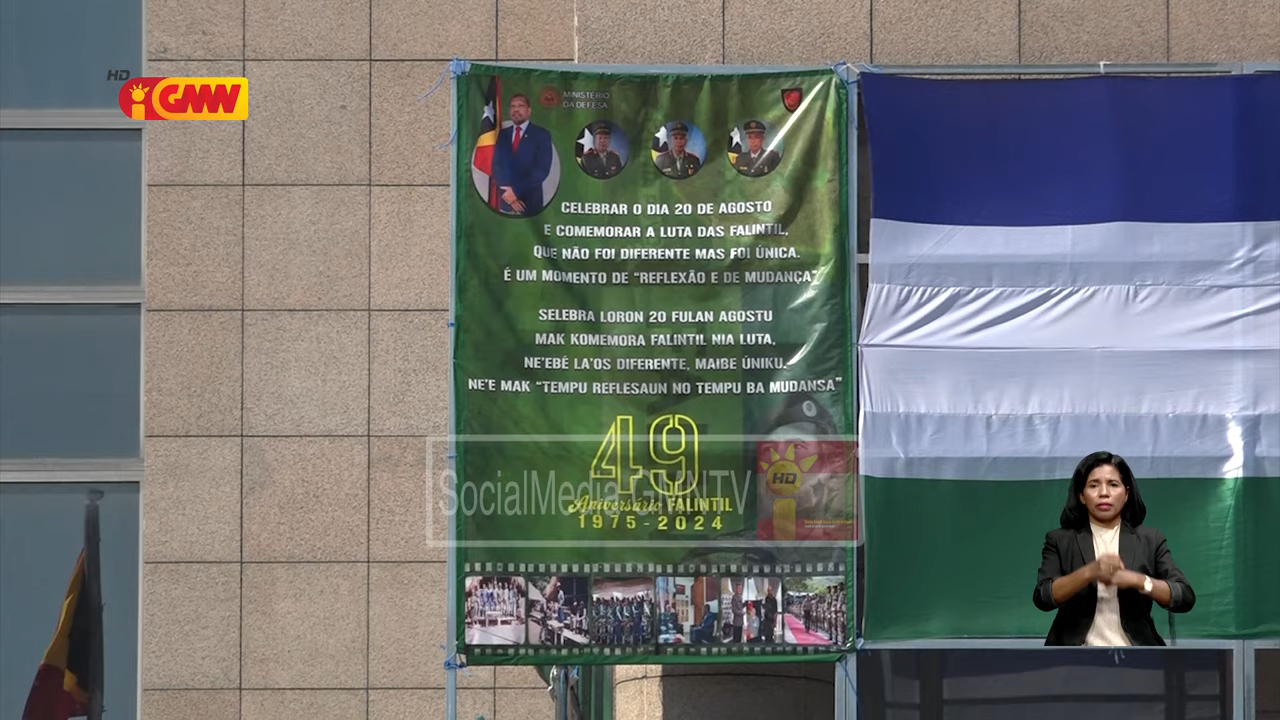 HD
GMN
MINISTÉRIO
DA DEFESA
CELEBRAR O DIA 20 DE AGOSTO
E COMEMORAR A LUTA DAS FALINTIL,
QUE NÃO FOI DIFERENTE MAS FOI ÚNICA.
É UM MOMENTO DE “REFLEXÃO E DE MUDANÇA”
SELEBRA LORON 20 FULAN AGOSTU
MAK KOMEMORA FALINTIL NIA LUTA,
NE'EBÉ LA'OS DIFERENTE, MAIBE ÚNIKU.
NE'E MAK “TEMPU REFLESAUN NO TEMPU BA MUDANSA”
49
SocialMedia GMNTV
HD
Aniversário FALINTIL
1975-2024